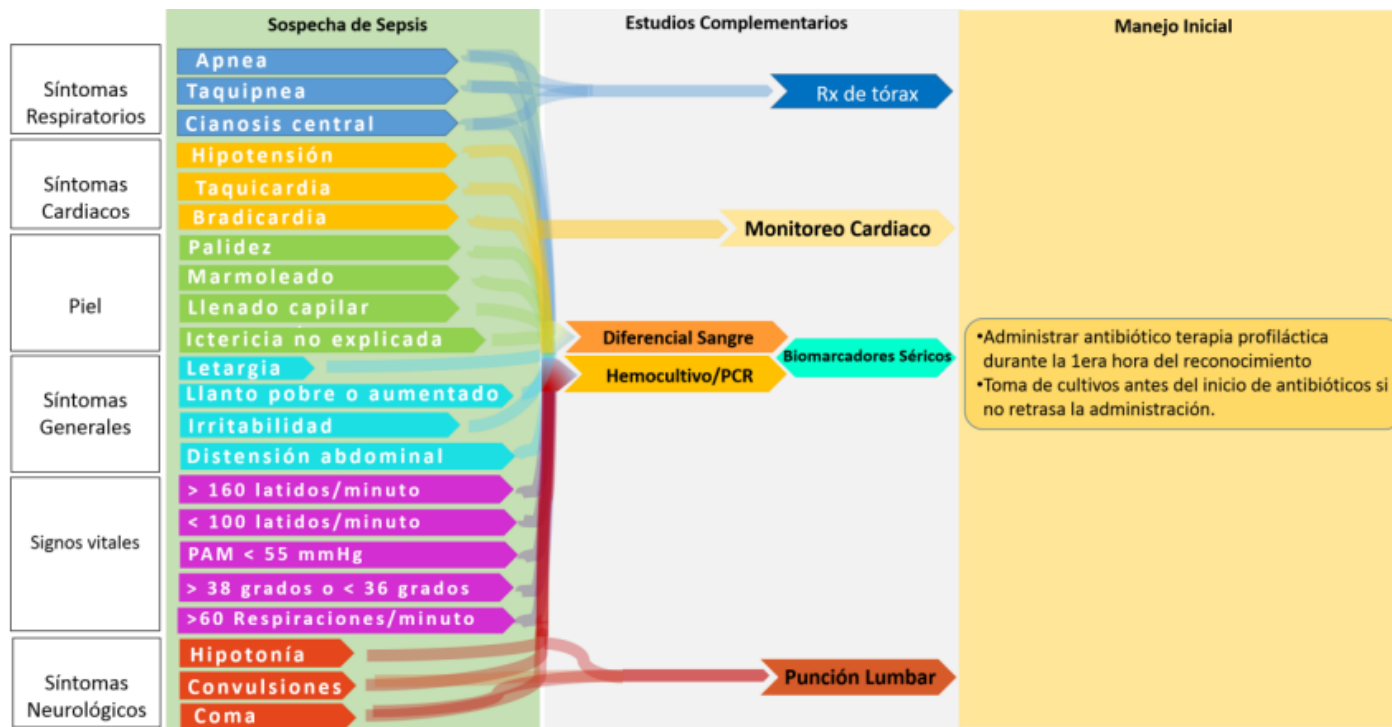 Sospecha de Sepsis
Estudios Complementarios
Manejo Inicial
Síntomas
Respiratorios
Apnea
Taquipnea
Cianosis central
Rx de tórax
Síntomas
Cardiacos
Hipotensión
Taquicardia
Bradicardia
Monitoreo Cardiaco
Piel
Palidez
Marmoleado
Llenado capilar
Ictericia no explicada
Diferencial Sangre
Hemocultivo/PCR
Biomarcadores Séricos
•Administrar antibiótico terapia profiláctica
durante la 1era hora del reconocimiento
•Toma de cultivos antes del inicio de antibióticos si
no retrasa la administración.
Síntomas
Generales
Letargia
Llanto pobre o aumentado
Irritabilidad
Distensión abdominal
Signos vitales
> 160 latidos/minuto
< 100 latidos/minuto
PAM < 55 mmHg
> 38 grados o < 36 grados
>60 Respiraciones/minuto
Síntomas
Neurológicos
Hipotonía
Convulsiones
Coma
Punción Lumbar